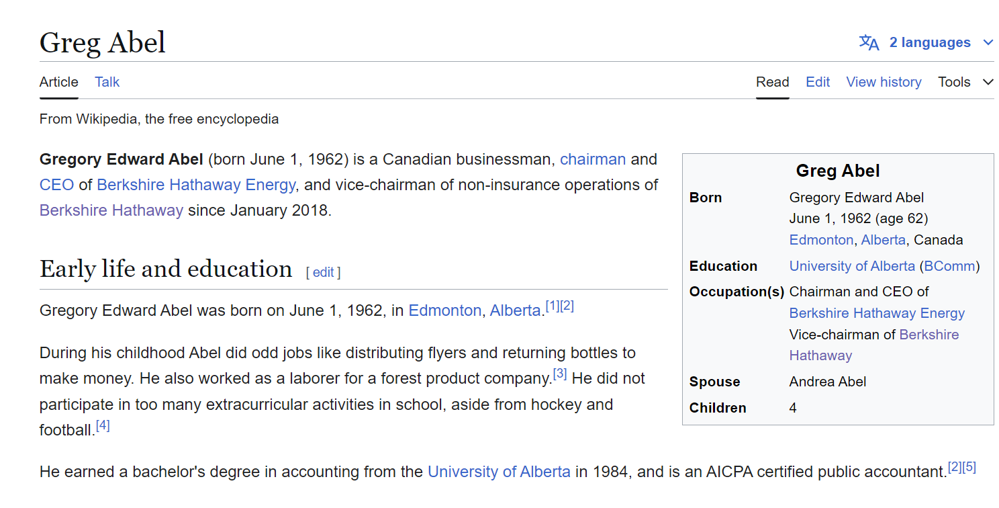 Greg Abel
文A 2 languages
Article Talk Read Edit View history Tools
From Wikipedia, the free encyclopedia
Gregory Edward Abel (born June 1, 1962) is a Canadian businessman, chairman and
CEO of Berkshire Hathaway Energy, and vice-chairman of non-insurance operations of
Berkshire Hathaway since January 2018.
Greg Abel
Born Gregory Edward Abel
June 1, 1962 (age 62)
Edmonton, Alberta, Canada
Education University of Alberta (BComm)
Occupation(s) Chairman and CEO of
Berkshire Hathaway Energy
Vice-chairman of Berkshire
Hathaway
Spouse Andrea Abel
Children 4
Early life and education [ edit ]
Gregory Edward Abel was born on June 1, 1962, in Edmonton, Alberta.[1][2]
During his childhood Abel did odd jobs like distributing flyers and returning bottles to
make money. He also worked as a laborer for a forest product company.[3] He did not
participate in too many extracurricular activities in school, aside from hockey and
football.[4]
He earned a bachelor's degree in accounting from the University of Alberta in 1984, and is an AICPA certified public accountant.[2][5]